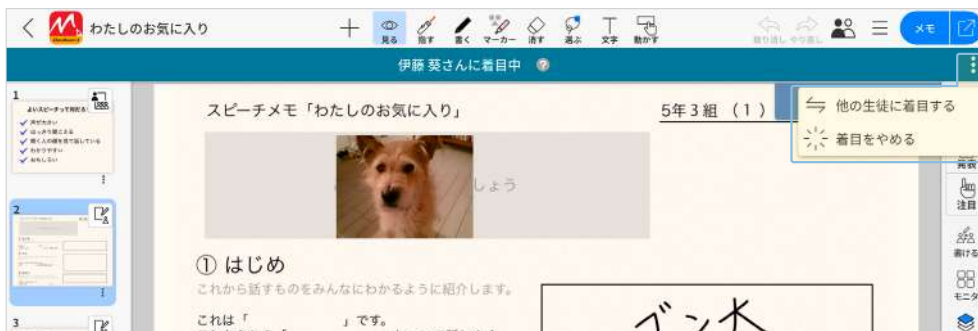 わたしのお気に入り
見る 指す 書く マーカー 消す 選ぶ 文字 動かす
取り消し やり直し
メモ
伊藤 葵さんに着目中 ?
他の生徒に着目する
着目をやめる
1
よいスピーチって何だろ
声が大きい
はっきり聞こえる
聞く人の顔を見て話している
わかりやすい
おもしろい
2
3
スピーチメモ「わたしのお気に入り」
5年3組 (1)
しょう
① はじめ
これから話すものをみんなにわかるように紹介します。
これは「 」です。
発表
注目
書ける
モニタ